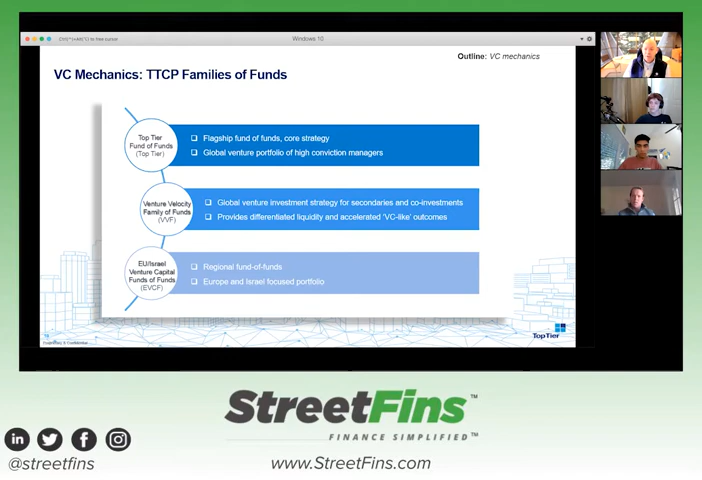 Windows 10
Outline: VC mechanics
VC Mechanics: TTCP Families of Funds
Top Tier
Fund of Funds
(Top Tier)
Flagship fund of funds, core strategy
Global venture portfolio of high conviction managers
Venture Velocity
Family of Funds
(VVF)
Global venture investment strategy for secondaries and co-investments
Provides differentiated liquidity and accelerated 'VC-like' outcomes
EU/Israel
Venture Capital
Funds of Funds
(EVCF)
Regional fund-of-funds
Europe and Israel focused portfolio
TopTier
StreetFins™
FINANCE SIMPLIFIED™
@streetfins
www.StreetFins.com